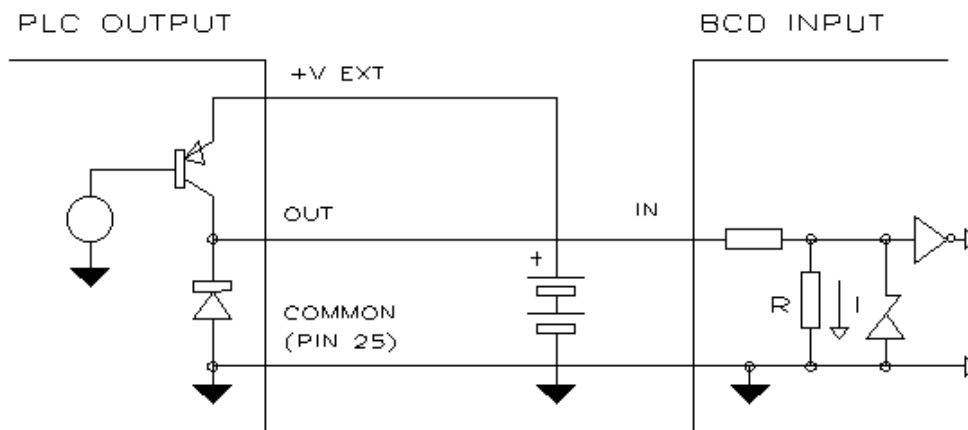 PLC OUTPUT
BCD INPUT
+V EXT
OUT
IN
+
COMMON
(PIN 25)
R
I